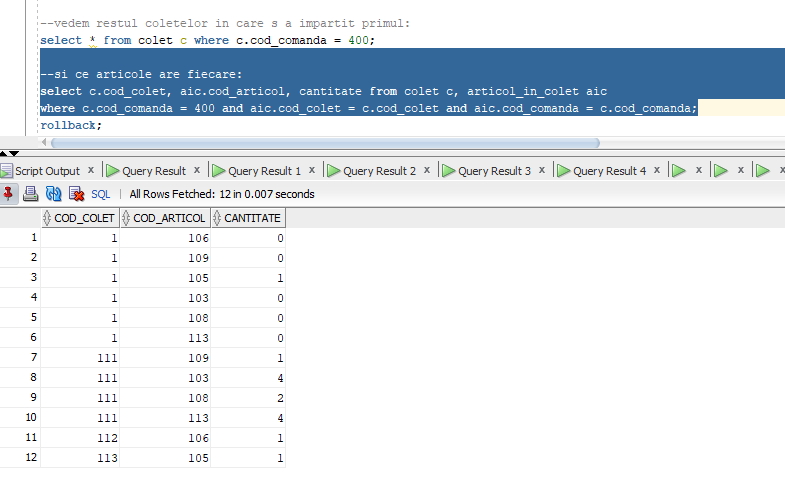 --vedem restul coletelor in care s a impartit primul:
select * from colet c where c.cod_comanda = 400;
--si ce articole are fiecare:
select c.cod_colet, aic.cod_articol, cantitate from colet c, articol_in_colet aic
where c.cod_comanda = 400 and aic.cod_colet = c.cod_colet and aic.cod_comanda = c.cod_comanda;
rollback;
Script Output x Query Result x Query Result 1 x Query Result 2 x Query Result 3 x Query Result 4 x x x
SQL | All Rows Fetched: 12 in 0.007 seconds
COD_COLET COD_ARTICOL CANTITATE
1 1 106 0
2 1 109 0
3 1 105 1
4 1 103 0
5 1 108 0
6 1 113 0
7 111 109 1
8 111 103 4
9 111 108 2
10 111 113 4
11 112 106 1
12 113 105 1